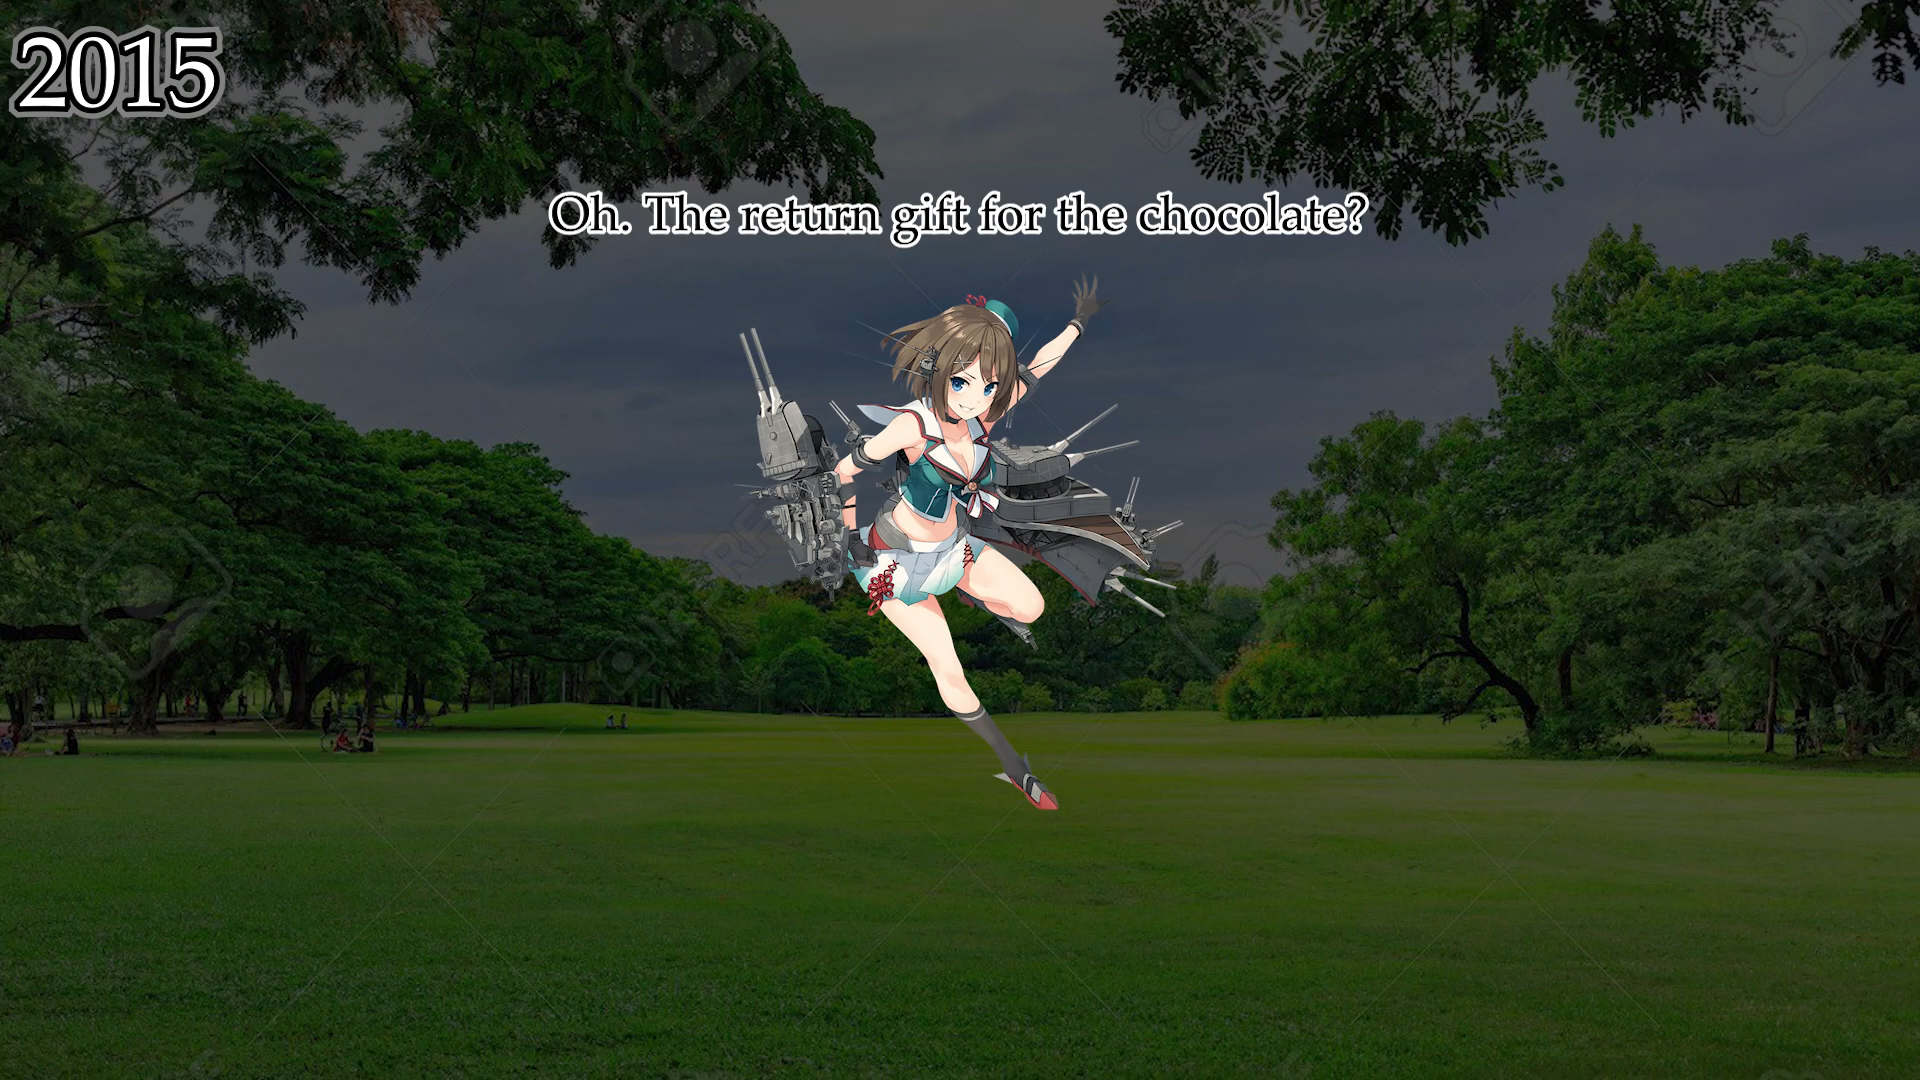 2015
Oh. The return gift for the chocolate?